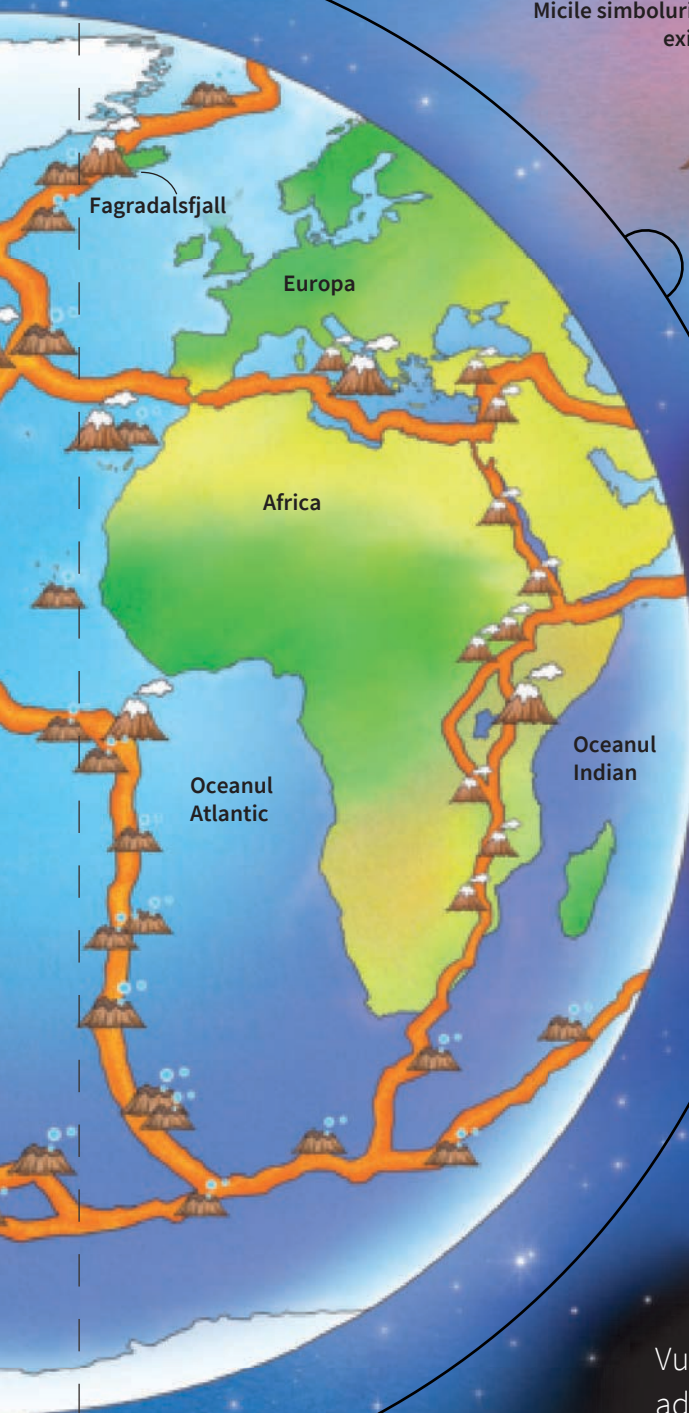 Micile simboluri
exi
Fagradalsfjall
Europa
Africa
Oceanul
Indian
Oceanul
Atlantic
Vu
ad